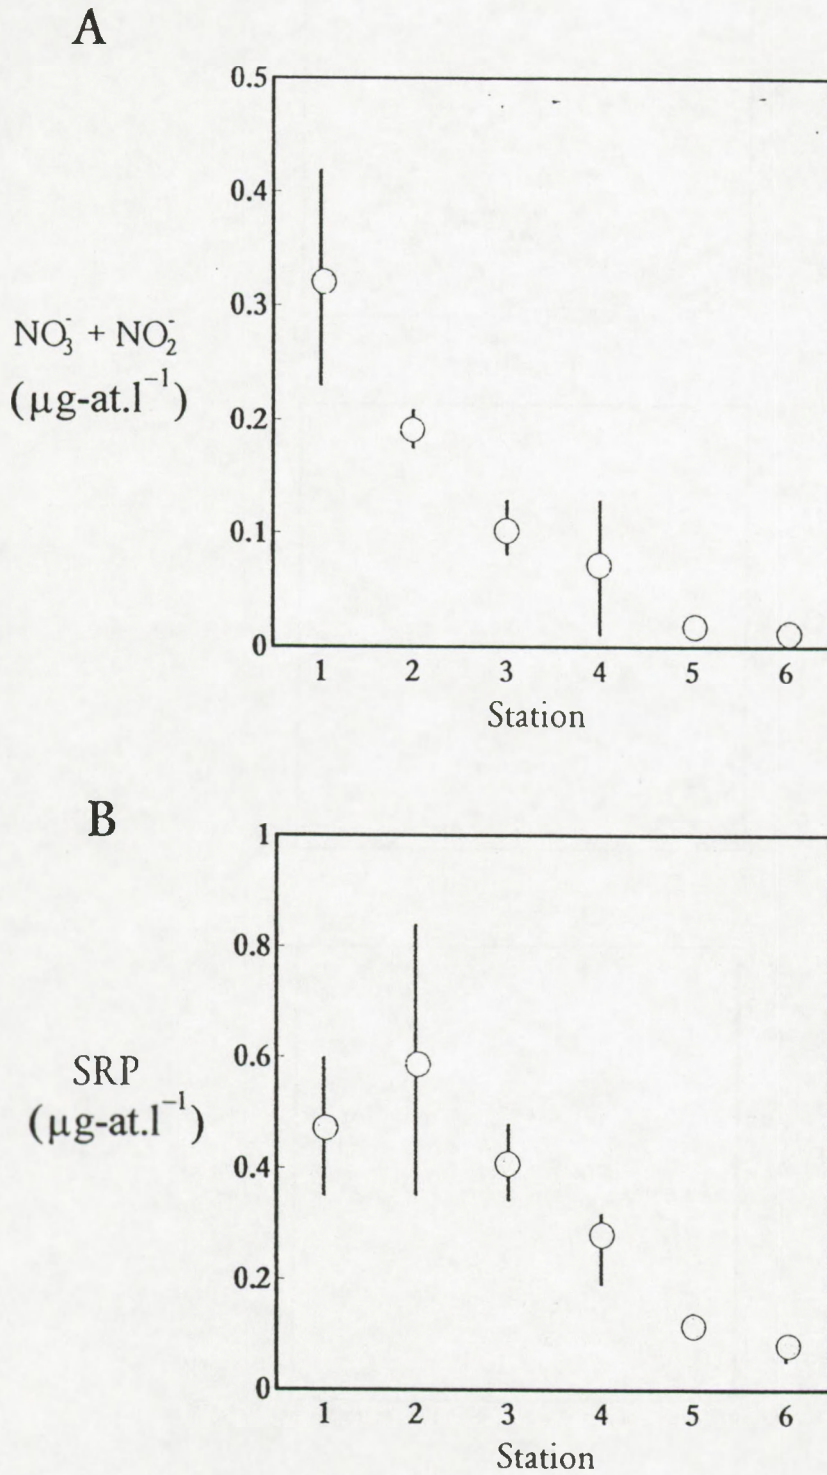 A
0.5
0.4
0.3
NO₃⁻ + NO₂⁻
(µg-at.l⁻¹)
0.2
0.1
0
1 2 3 4 5 6
Station
B
1
0.8
0.6
SRP
(µg-at.l⁻¹)
0.4
0.2
0
1 2 3 4 5 6
Station